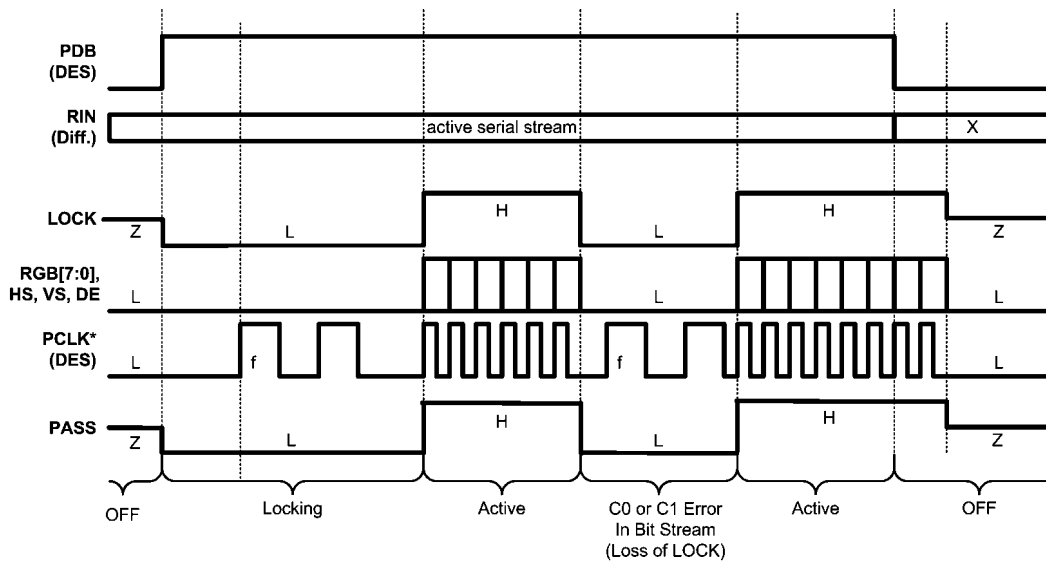 PDB
(DES)
RIN
(Diff.)
active serial stream
X
LOCK
Z
L
H
L
H
Z
RGB[7:0],
HS, VS, DE
L
L
L
PCLK*
(DES)
L
f
f
L
PASS
Z
L
H
L
H
Z
OFF
Locking
Active
C0 or C1 Error
In Bit Stream
(Loss of LOCK)
Active
OFF